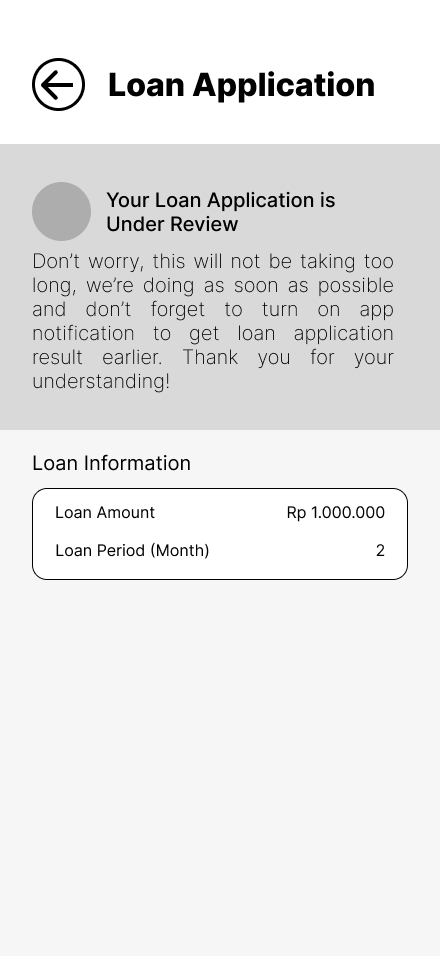 Loan Application
Your Loan Application is
Under Review
Don’t worry, this will not be taking too
long, we’re doing as soon as possible
and don’t forget to turn on app
notification to get loan application
result earlier. Thank you for your
understanding!
Loan Information
Loan Amount Rp 1.000.000
Loan Period (Month) 2